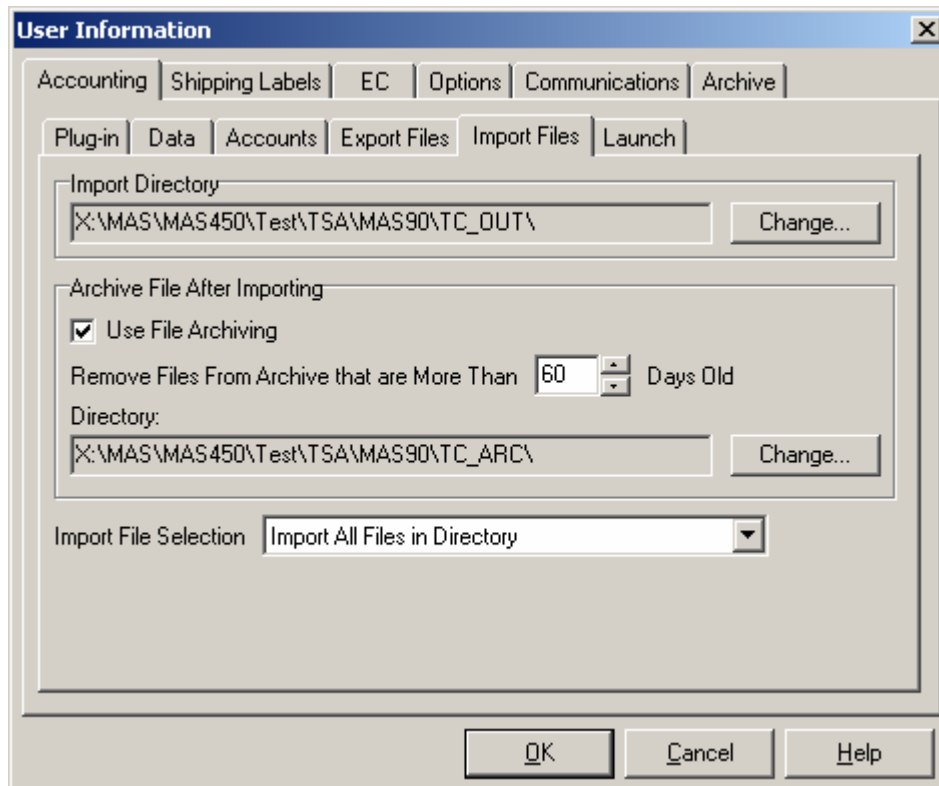 User Information
Accounting Shipping Labels EC Options Communications Archive
Plug-in Data Accounts Export Files Import Files Launch
Import Directory
X:\MAS\MAS450\Test\TSA\MAS90\TC_OUT\ Change...
Archive File After Importing
Use File Archiving
Remove Files From Archive that are More Than 60 Days Old
Directory:
X:\MAS\MAS450\Test\TSA\MAS90\TC_ARC\ Change...
Import File Selection Import All Files in Directory
OK Cancel Help